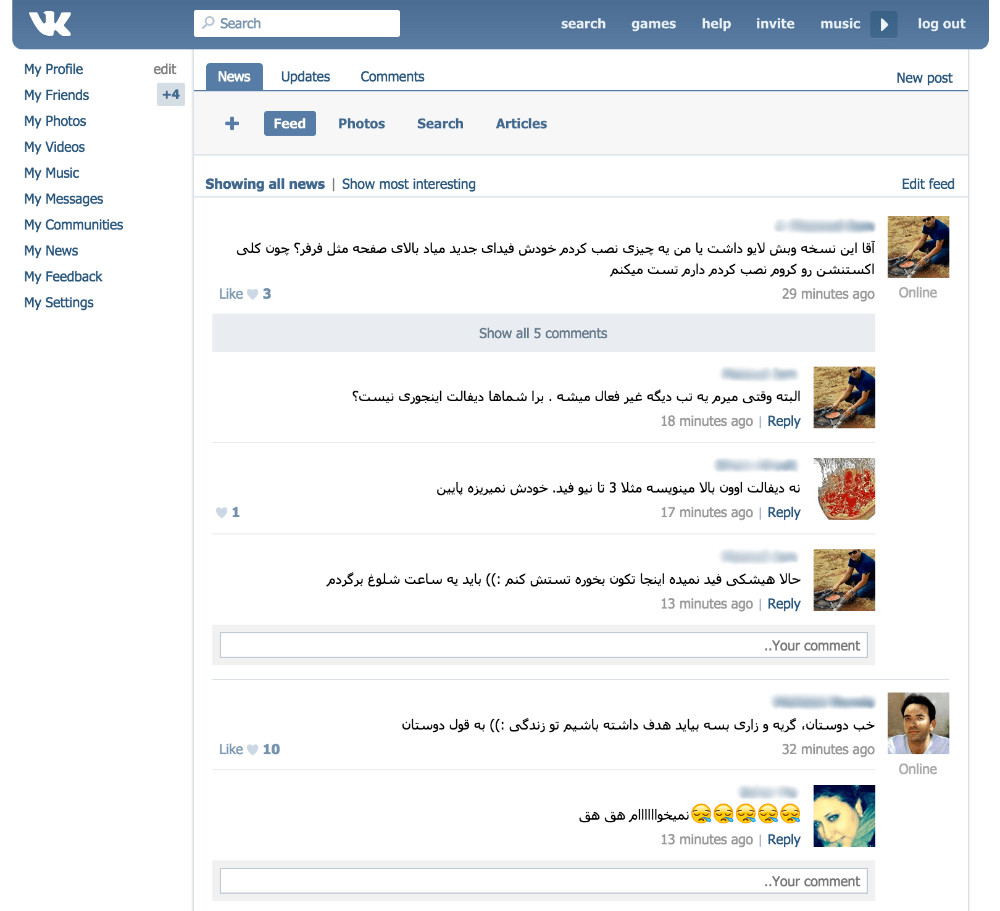 Search
search games help invite music log out
My Profile edit
My Friends +4
My Photos
My Videos
My Music
My Messages
My Communities
My News
My Feedback
My Settings
News Updates Comments New post
+ Feed Photos Search Articles
Showing all news | Show most interesting Edit feed
آقا این نسخه وبش لایو داشت یا من یه چیزی نصب کردم خودش فیدای جدید میاد بالای صفحه مثل فرفر؟ چون کلی
اکستنشن رو کروم نصب کردم دارم تست میکنم
Like 3 29 minutes ago
Online
Show all 5 comments
البته وقتی میرم یه تب دیگه غیر فعال میشه . برا شماها دیفالت اینجوری نیست؟
18 minutes ago | Reply
نه دیفالت اوون بالا مینویسه مثلا 3 تا نیو فید. خودش نمیریزه پایین
1 17 minutes ago | Reply
حالا هیشکی فید نمیده اینجا تکون بخوره تستش کنم :)) باید یه ساعت شلوغ برگردم
13 minutes ago | Reply
..Your comment
خب دوستان، گریه و زاری بسه بیاید هدف داشته باشیم تو زندگی :)) به قول دوستان
Like 10 32 minutes ago
Online
😪😪😪😪😪نمیخواااااام هق هق
13 minutes ago | Reply
..Your comment